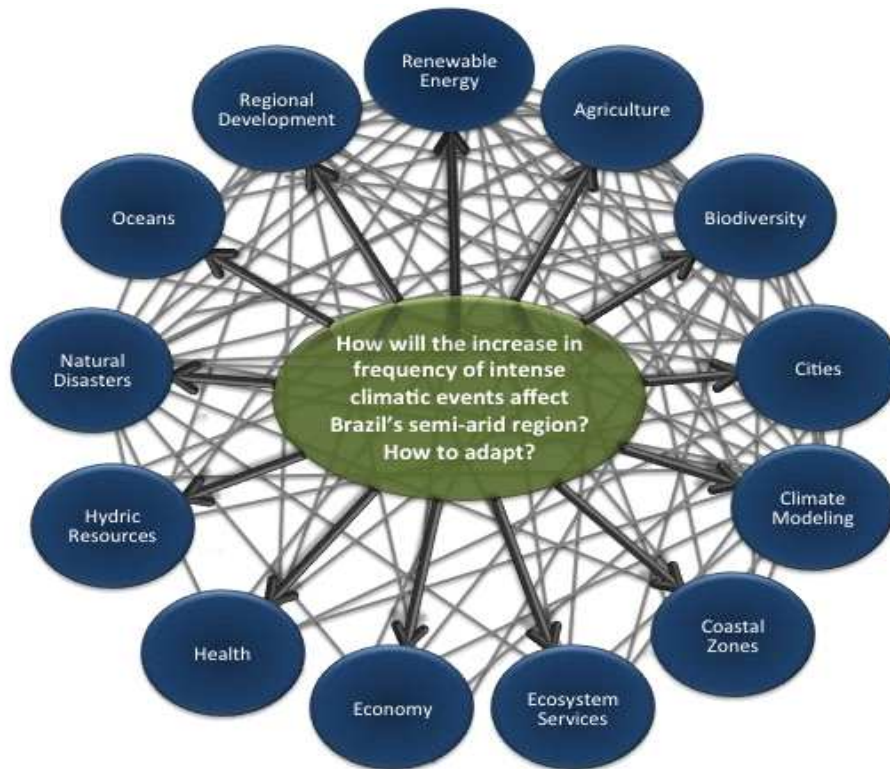 Renewable
Energy
Regional
Development
Agriculture
Oceans
Biodiversity
Natural
Disasters
How will the increase in
frequency of intense
climatic events affect
Brazil's semi-arid region?
How to adapt?
Cities
Hydric
Resources
Climate
Modeling
Health
Coastal
Zones
Economy
Ecosystem
Services